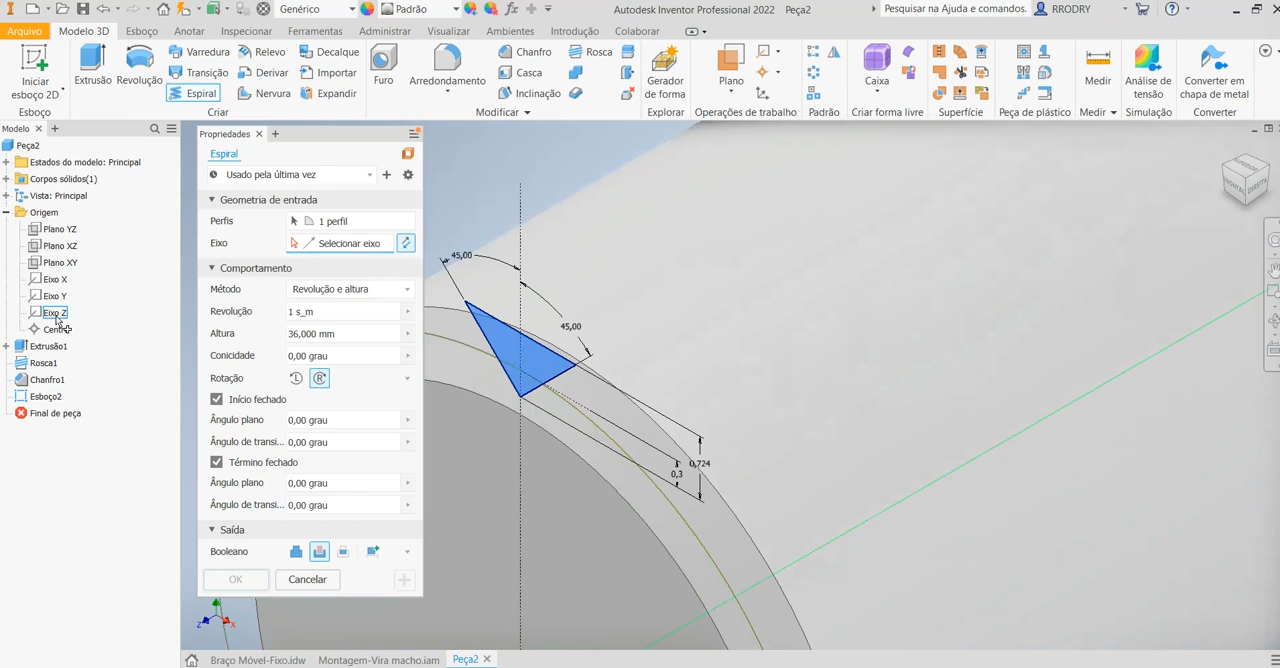 Genérico
Padrão
Autodesk Inventor Professional 2022 Peça2
Pesquisar na Ajuda e comandos.
RRODRY
Arquivo
Modelo 3D
Esboço
Anotar
Inspecionar
Ferramentas
Administrar
Visualizar
Ambientes
Introdução
Colaborar
Iniciar
esboço 2D
Extrusão
Revolução
Varredura
Relevo
Decalque
Transição
Derivar
Importar
Espiral
Nervura
Expandir
Furo
Arredondamento
Chanfro
Rosca
Casca
Inclinação
Gerador
de forma
Plano
Caixa
Medir
Análise de
tensão
Converter em
chapa de metal
Esboço
Criar
Modificar
Explorar
Operações de trabalho
Padrão
Criar forma livre
Superfície
Peça de plástico
Medir
Simulação
Converter
Modelo
Peça2
Estados do modelo: Principal
Corpos sólidos(1)
Vista: Principal
Origem
Plano YZ
Plano XZ
Plano XY
Eixo X
Eixo Y
Eixo Z
Extrusão1
Rosca1
Chanfro1
Esboço2
Final de peça
Propriedades
Espiral
Usado pela última vez
Geometria de entrada
Perfis
1 perfil
Eixo
Selecionar eixo
Comportamento
Método
Revolução e altura
Revolução
1 s_m
Altura
36,000 mm
Conicidade
0,00 grau
Rotação
Início fechado
Ângulo plano
0,00 grau
Ângulo de transi...
0,00 grau
Término fechado
Ângulo plano
0,00 grau
Ângulo de transi...
0,00 grau
Saída
Booleano
OK
Cancelar
45,00
45,00
0,724
0,3
FRONTAL
DIREITA
Z
X
Braço Móvel-Fixo.idw
Montagem-Vira macho.iam
Peça2